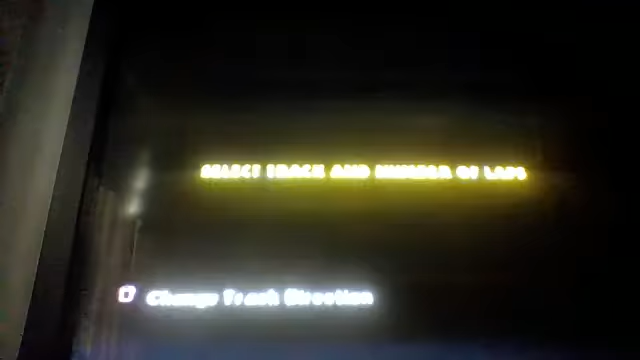 SELECT TRACK AND NUMBER OF LAPS
Change Track Direction